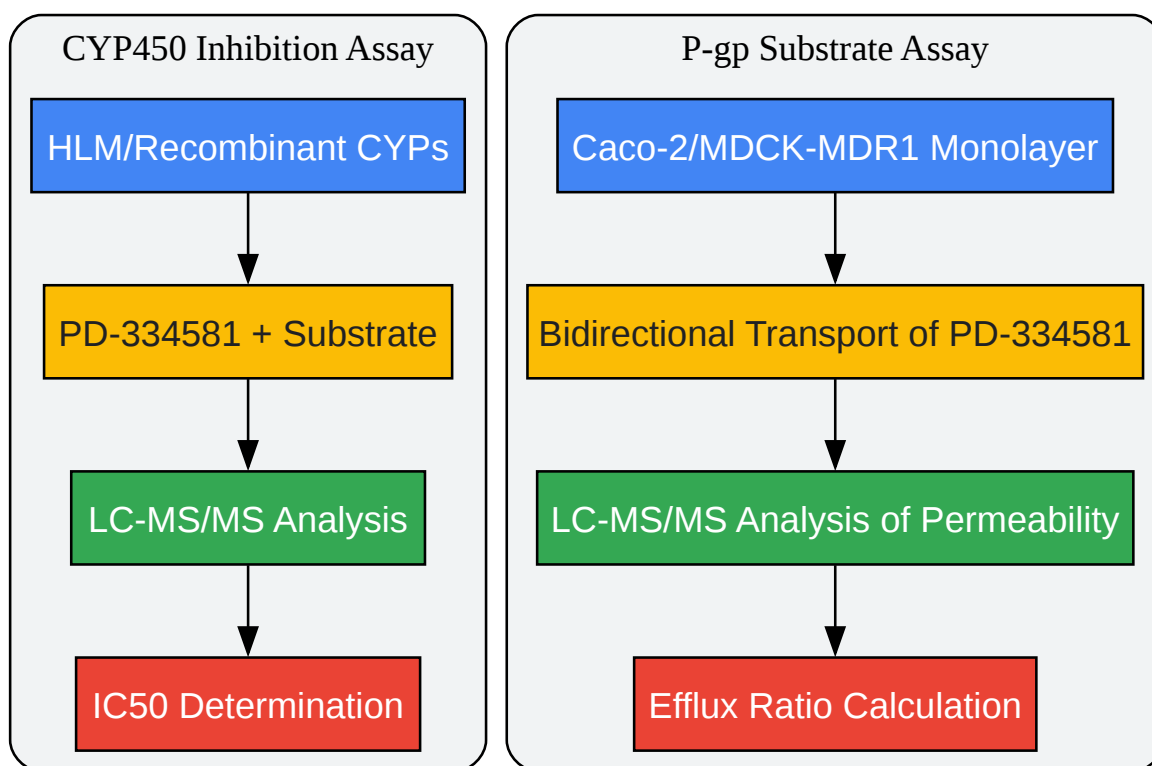 CYP450 Inhibition Assay
HLM/Recombinant CYPs
PD-334581 + Substrate
LC-MS/MS Analysis
IC50 Determination
P-gp Substrate Assay
Caco-2/MDCK-MDR1 Monolayer
Bidirectional Transport of PD-334581
LC-MS/MS Analysis of Permeability
Efflux Ratio Calculation